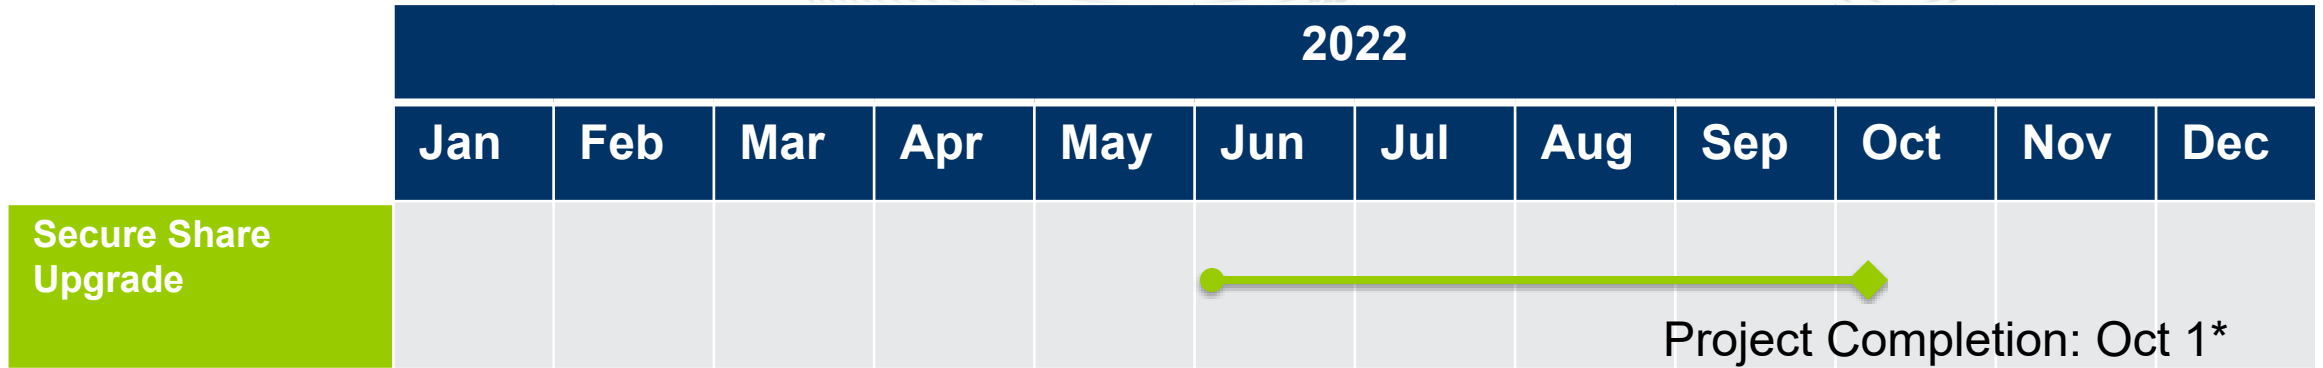 2022
Jan Feb Mar Apr May Jun Jul Aug Sep Oct Nov Dec
Secure Share
Upgrade
Project Completion: Oct 1*